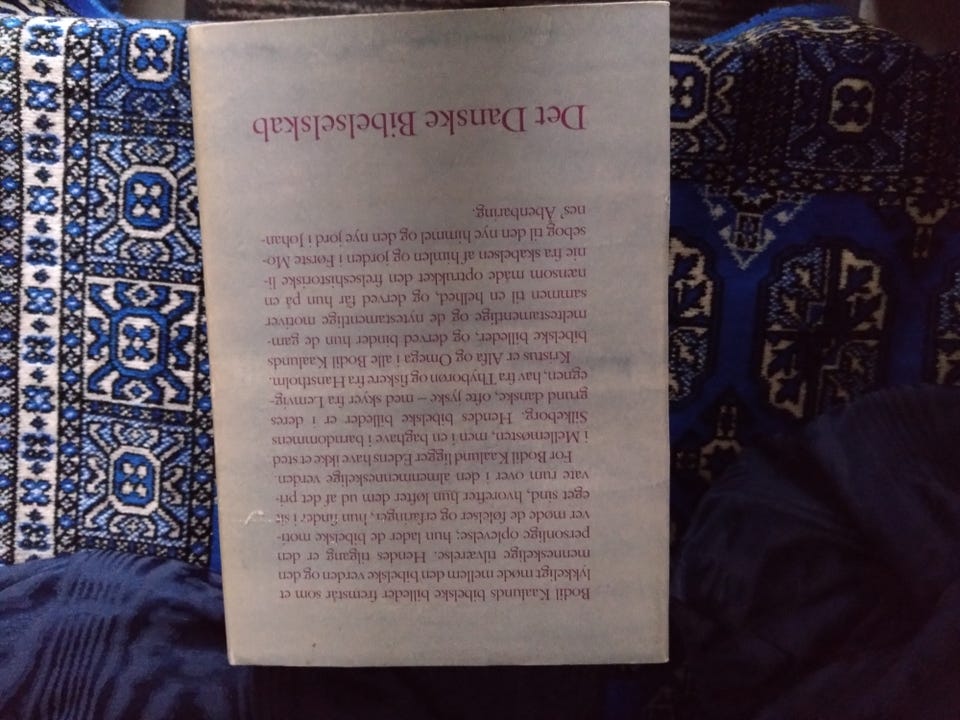 Bodil Kaalunds bibelske billeder fremstår som et
lykkeligt møde mellem den bibelske verden og den
menneskelige tilværelse. Hendes tilgang er den
personlige oplevelse; hun lader de bibelske moti-
ver møde de følelser og erfaringer, hun finder i sit
eget sind, hvorefter hun løfter dem ud af det pri-
vate rum over i den almenmenneskelige verden.
For Bodil Kaalund ligger Edens have ikke et sted
i Mellemøsten, men i en baghave i barndommens
Silkeborg. Hendes bibelske billeder er i deres
grund danske, ofte jyske – med skyer fra Lemvig-
egnen, hav fra Thyborøn og fiskere fra Hanstholm.
Kristus er Alfa og Omega i alle Bodil Kaalunds
bibelske billeder, og derved binder hun de gam-
meltestamentlige og de nytestamentlige motiver
sammen til en helhed, og derved får hun på en
nænsom måde optrukket den frelseshistoriske li-
nie fra skabelsen af himlen og jorden i Første Mo-
sebog til den nye himmel og den nye jord i Johan-
nes' Åbenbaring.
Det Danske Bibelselskab